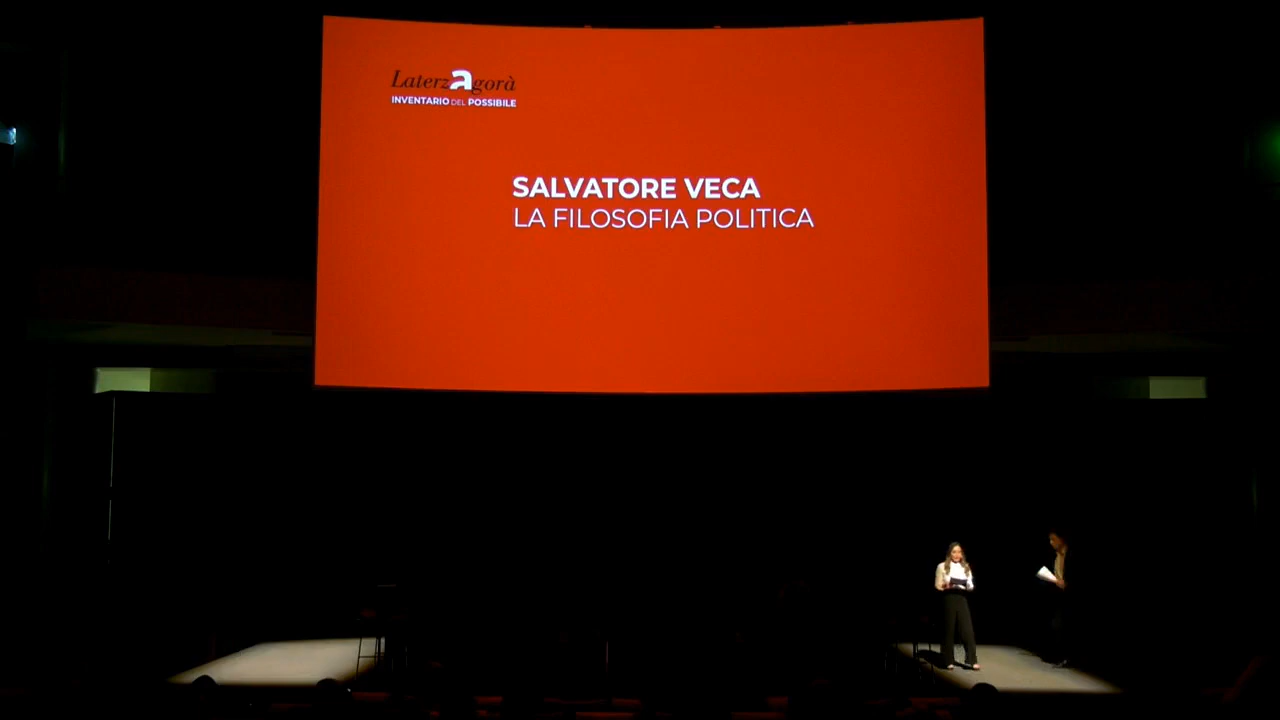 Laterzagorà
INVENTARIO DEL POSSIBILE
SALVATORE VECA
LA FILOSOFIA POLITICA